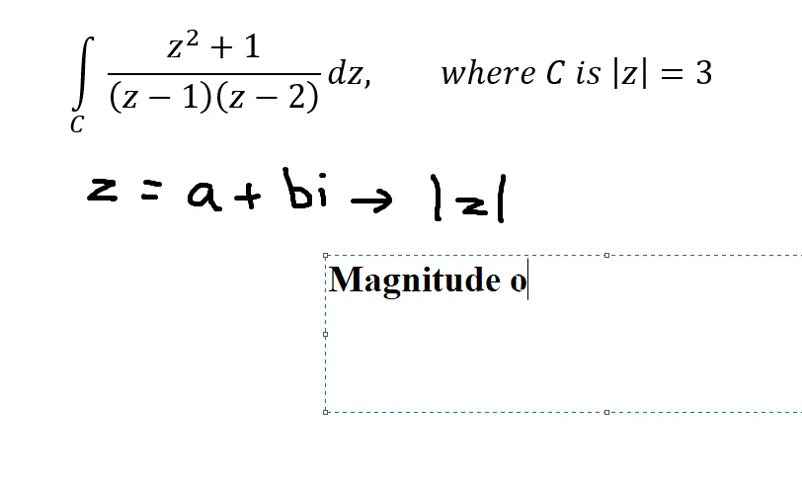 ∫_C (z² + 1)/((z − 1)(z − 2)) dz, where C is |z| = 3
z = a + bi → |z|
Magnitude o